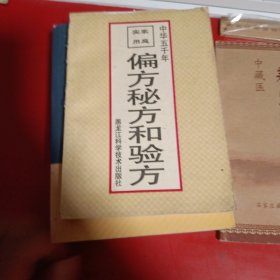 中华五千年
家庭
实用
偏方秘方和验方
黑龙江科学技术出版社
中藏医